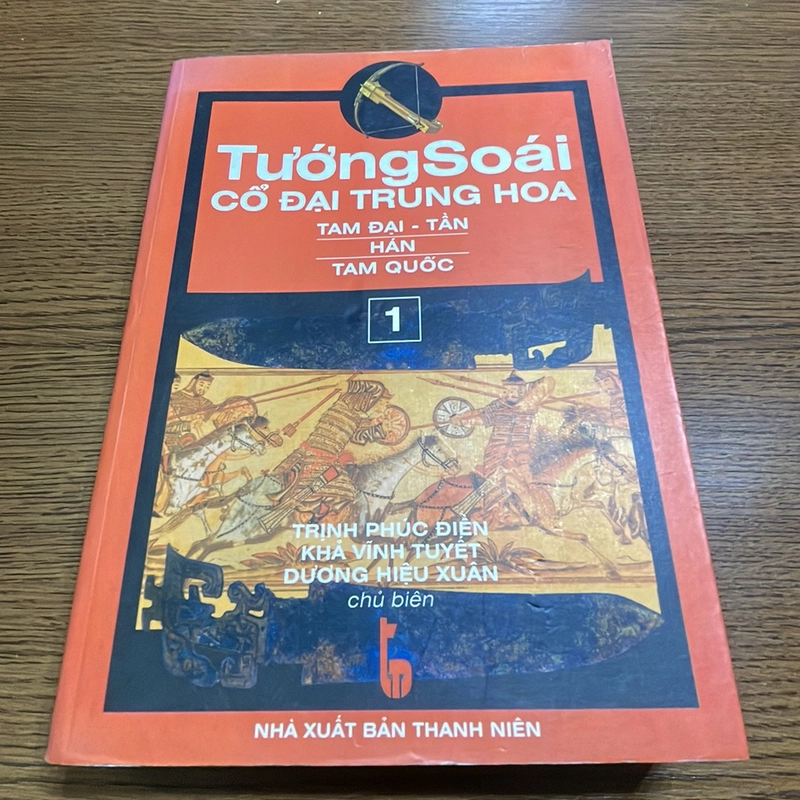 TướngSoái
CỔ ĐẠI TRUNG HOA
TAM ĐẠI - TẦN
HÁN
TAM QUỐC
1
TRỊNH PHÚC ĐIỀN
KHẢ VĨNH TUYẾT
DƯƠNG HIỆU XUÂN
chủ biên
NHÀ XUẤT BẢN THANH NIÊN